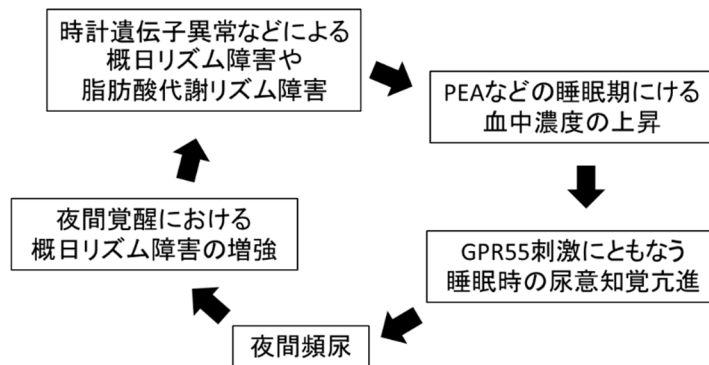 時計遺伝子異常などによる
概日リズム障害や
脂肪酸代謝リズム障害
PEAなどの睡眠期にける
血中濃度の上昇
GPR55刺激にともなう
睡眠時の尿意知覚亢進
夜間頻尿
夜間覚醒における
概日リズム障害の増強